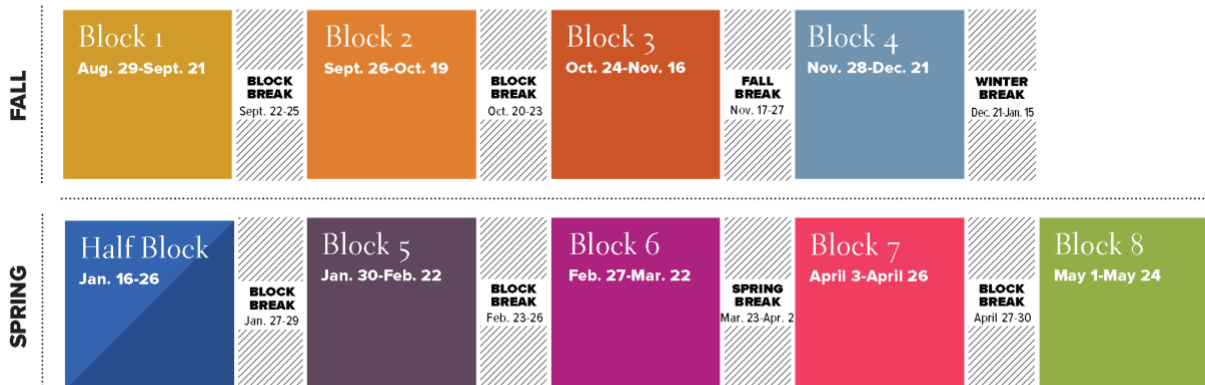 FALL
Block 1
Aug. 29-Sept. 21
BLOCK
BREAK
Sept. 22-25
Block 2
Sept. 26-Oct. 19
BLOCK
BREAK
Oct. 20-23
Block 3
Oct. 24-Nov. 16
FALL
BREAK
Nov. 17-27
Block 4
Nov. 28-Dec. 21
WINTER
BREAK
Dec. 21-Jan. 15
SPRING
Half Block
Jan. 16-26
BLOCK
BREAK
Jan. 27-29
Block 5
Jan. 30-Feb. 22
BLOCK
BREAK
Feb. 23-26
Block 6
Feb. 27-Mar. 22
SPRING
BREAK
Mar. 23-Apr. 2
Block 7
April 3-April 26
BLOCK
BREAK
April 27-30
Block 8
May 1-May 24